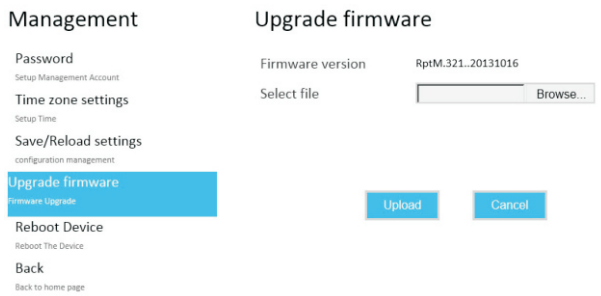 Management
Password
Setup Management Account
Time zone settings
Setup Time
Save/Reload settings
configuration management
Upgrade firmware
Firmware Upgrade
Reboot Device
Reboot The Device
Back
Back to home page
Upgrade firmware
Firmware version RptM.321..20131016
Select file Browse...
Upload Cancel